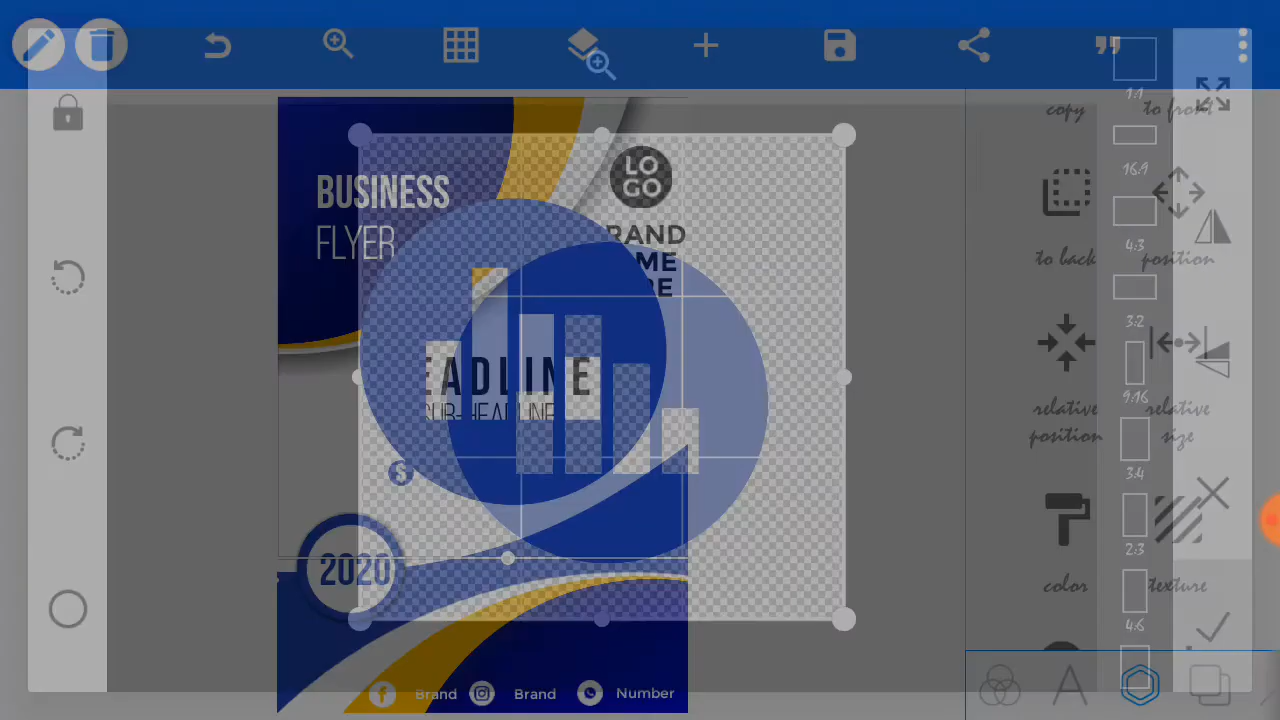 copy
to front
1:1
16:9
to back
4:3
position
3:2
relative
position
9:16
relative
size
3:4
2:3
color
texture
4:6
BUSINESS
FLYER
LO
GO
RAND
ME
RE
EADLINE
SUB-HEADLINE
$
2020
f
Brand
Brand
Number
A